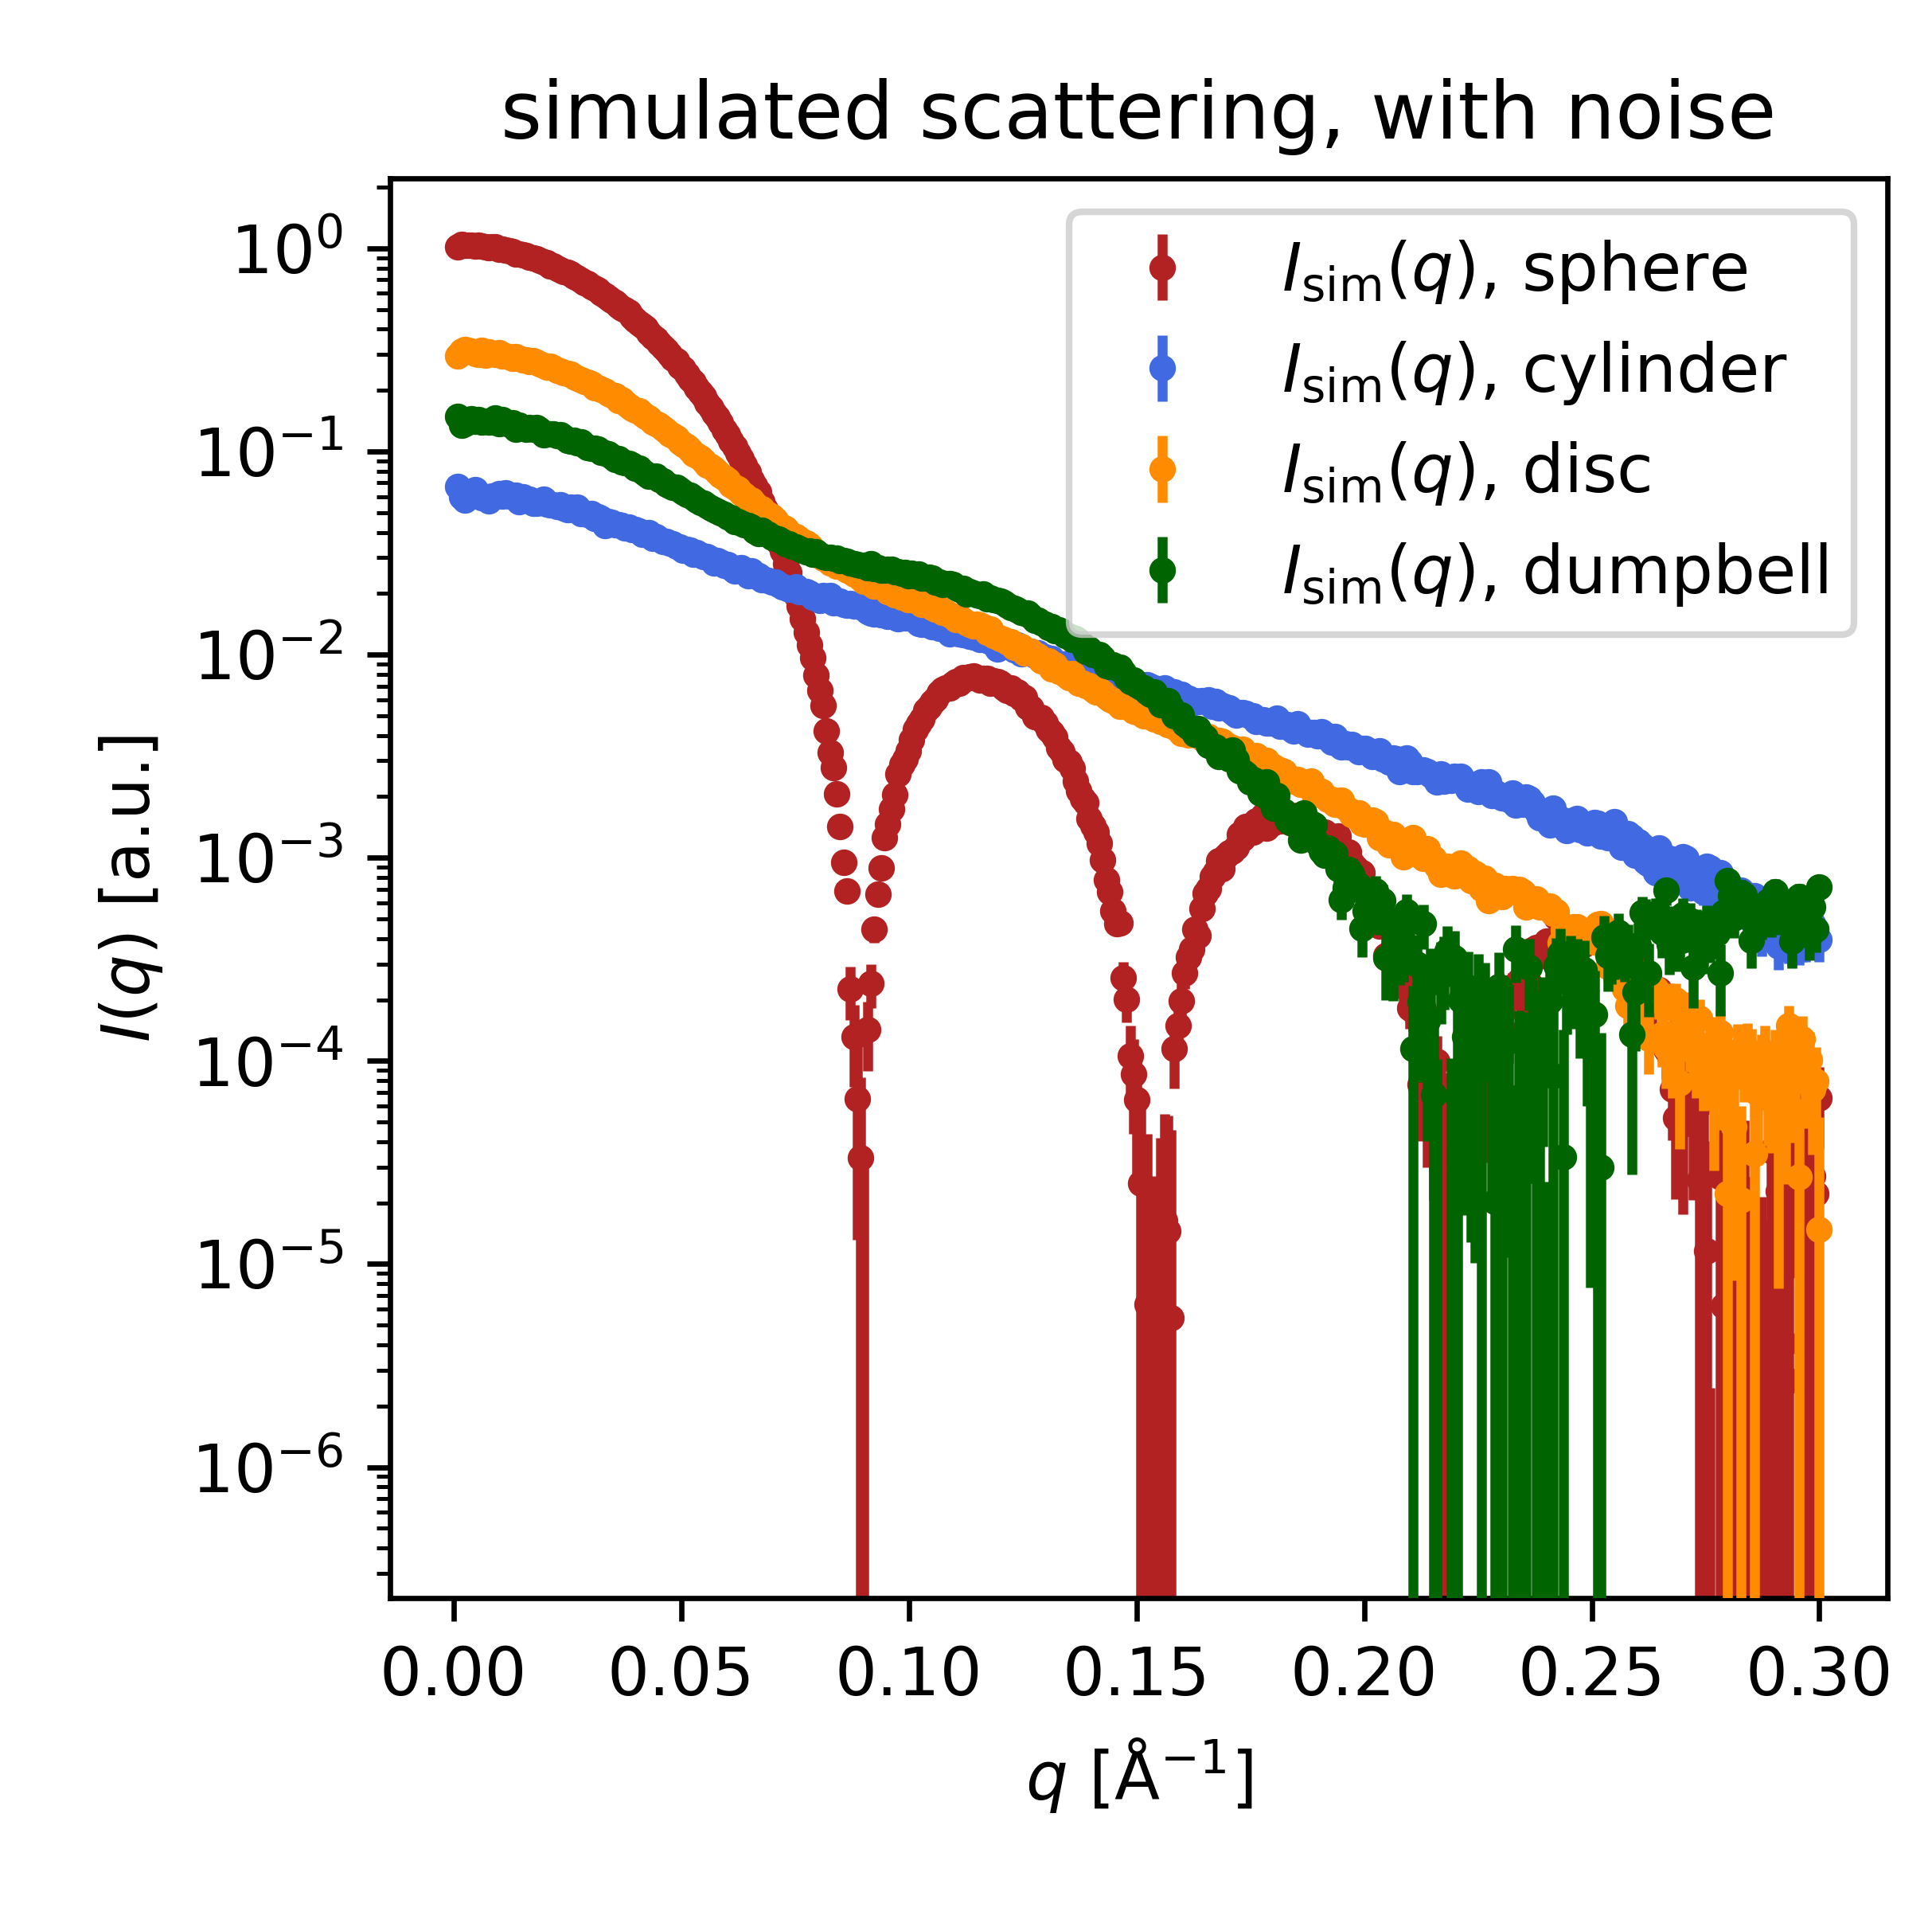 simulated scattering, with noise
I(q) [a.u.]
10⁰
10⁻¹
10⁻²
10⁻³
10⁻⁴
10⁻⁵
10⁻⁶
I_sim(q), sphere
I_sim(q), cylinder
I_sim(q), disc
I_sim(q), dumpbell
0.00 0.05 0.10 0.15 0.20 0.25 0.30
q [Å⁻¹]